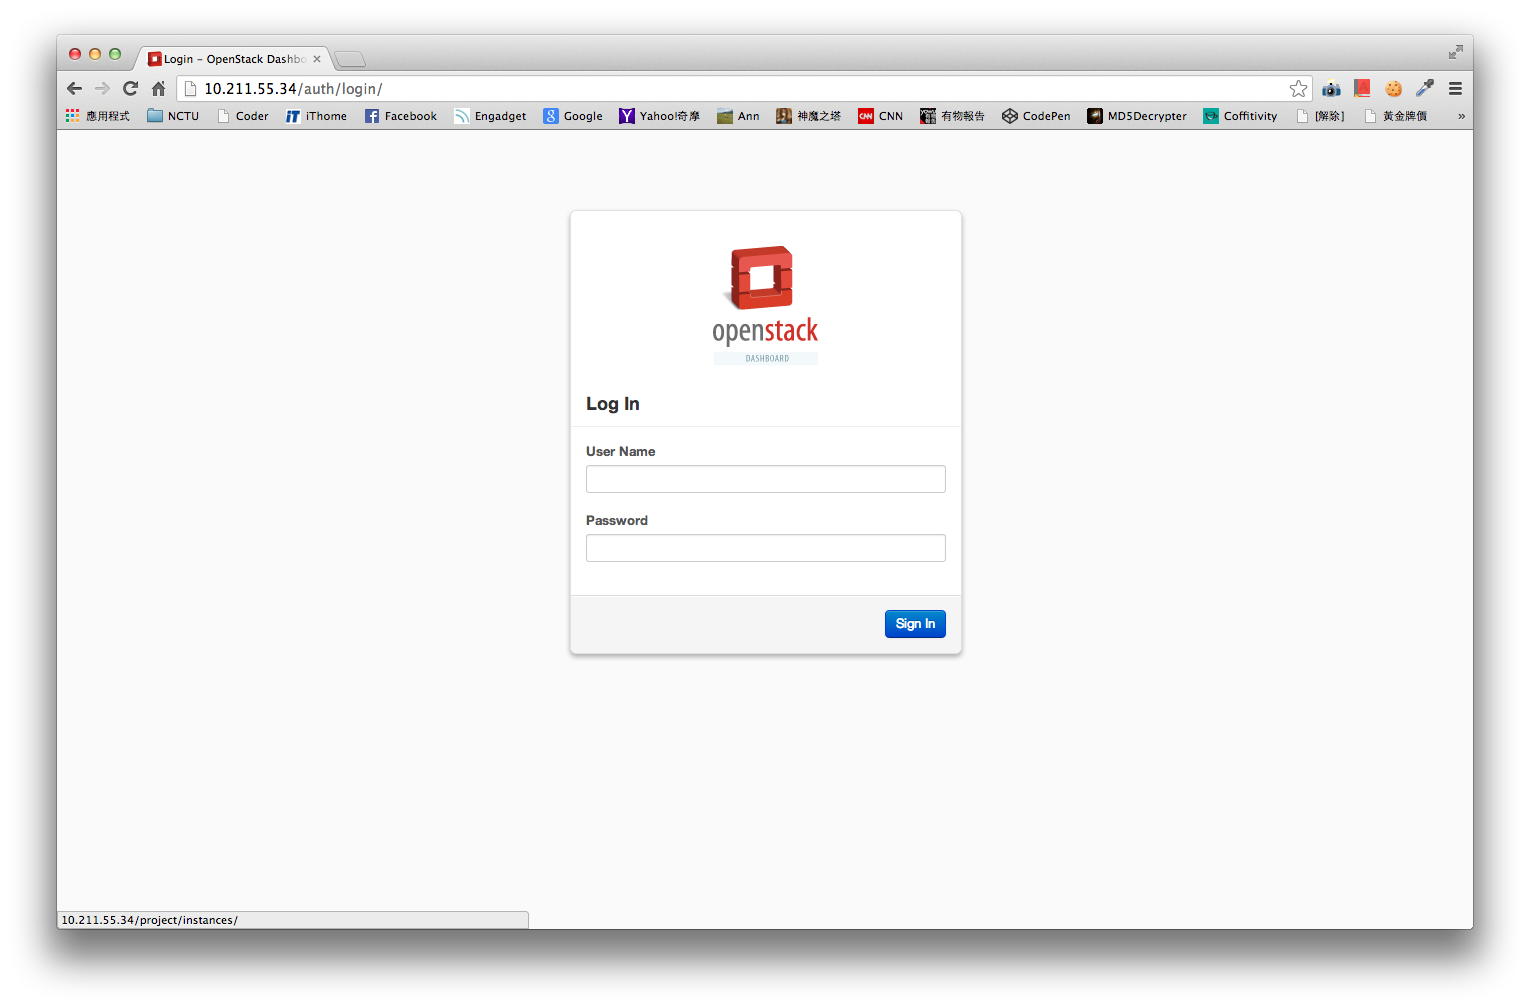 Login - OpenStack Dashbo
10.211.55.34/auth/login/
應用程式 NCTU Coder iThome Facebook Engadget Google Yahoo!奇摩 Ann 神魔之塔 CNN 有物報告 CodePen MD5Decrypter Coffitivity [解除] 黃金牌價 »
openstack
DASHBOARD
Log In
User Name
Password
Sign In
10.211.55.34/project/instances/